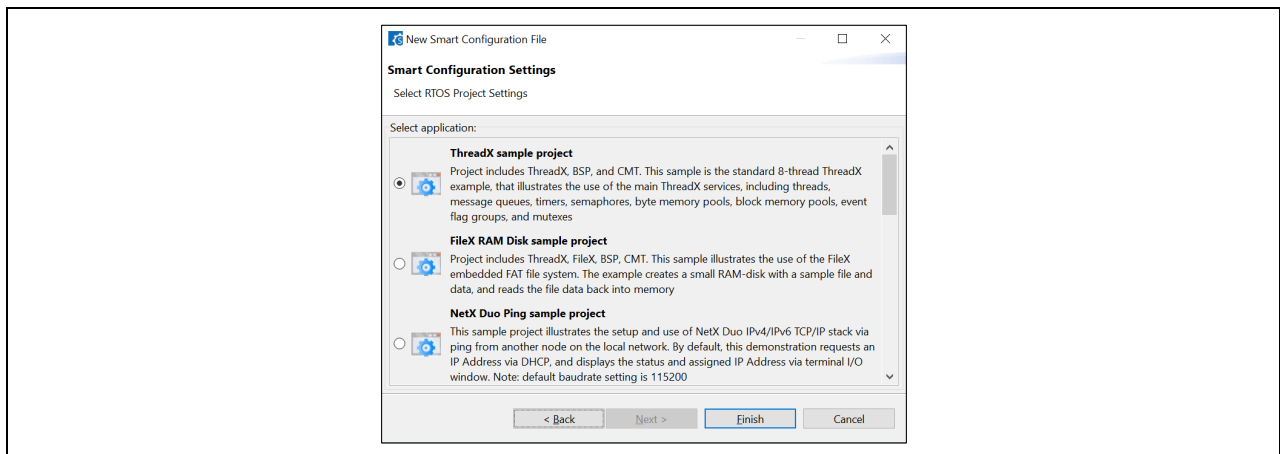 New Smart Configuration File
Smart Configuration Settings
Select RTOS Project Settings
Select application:
ThreadX sample project
Project includes ThreadX, BSP, and CMT. This sample is the standard 8-thread ThreadX
example, that illustrates the use of the main ThreadX services, including threads,
message queues, timers, semaphores, byte memory pools, block memory pools, event
flag groups, and mutexes
FileX RAM Disk sample project
Project includes ThreadX, FileX, BSP, CMT. This sample illustrates the use of the FileX
embedded FAT file system. The example creates a small RAM-disk with a sample file and
data, and reads the file data back into memory
NetX Duo Ping sample project
This sample project illustrates the setup and use of NetX Duo IPv4/IPv6 TCP/IP stack via
ping from another node on the local network. By default, this demonstration requests an
IP Address via DHCP, and displays the status and assigned IP Address via terminal I/O
window. Note: default baudrate setting is 115200
< Back Next > Finish Cancel